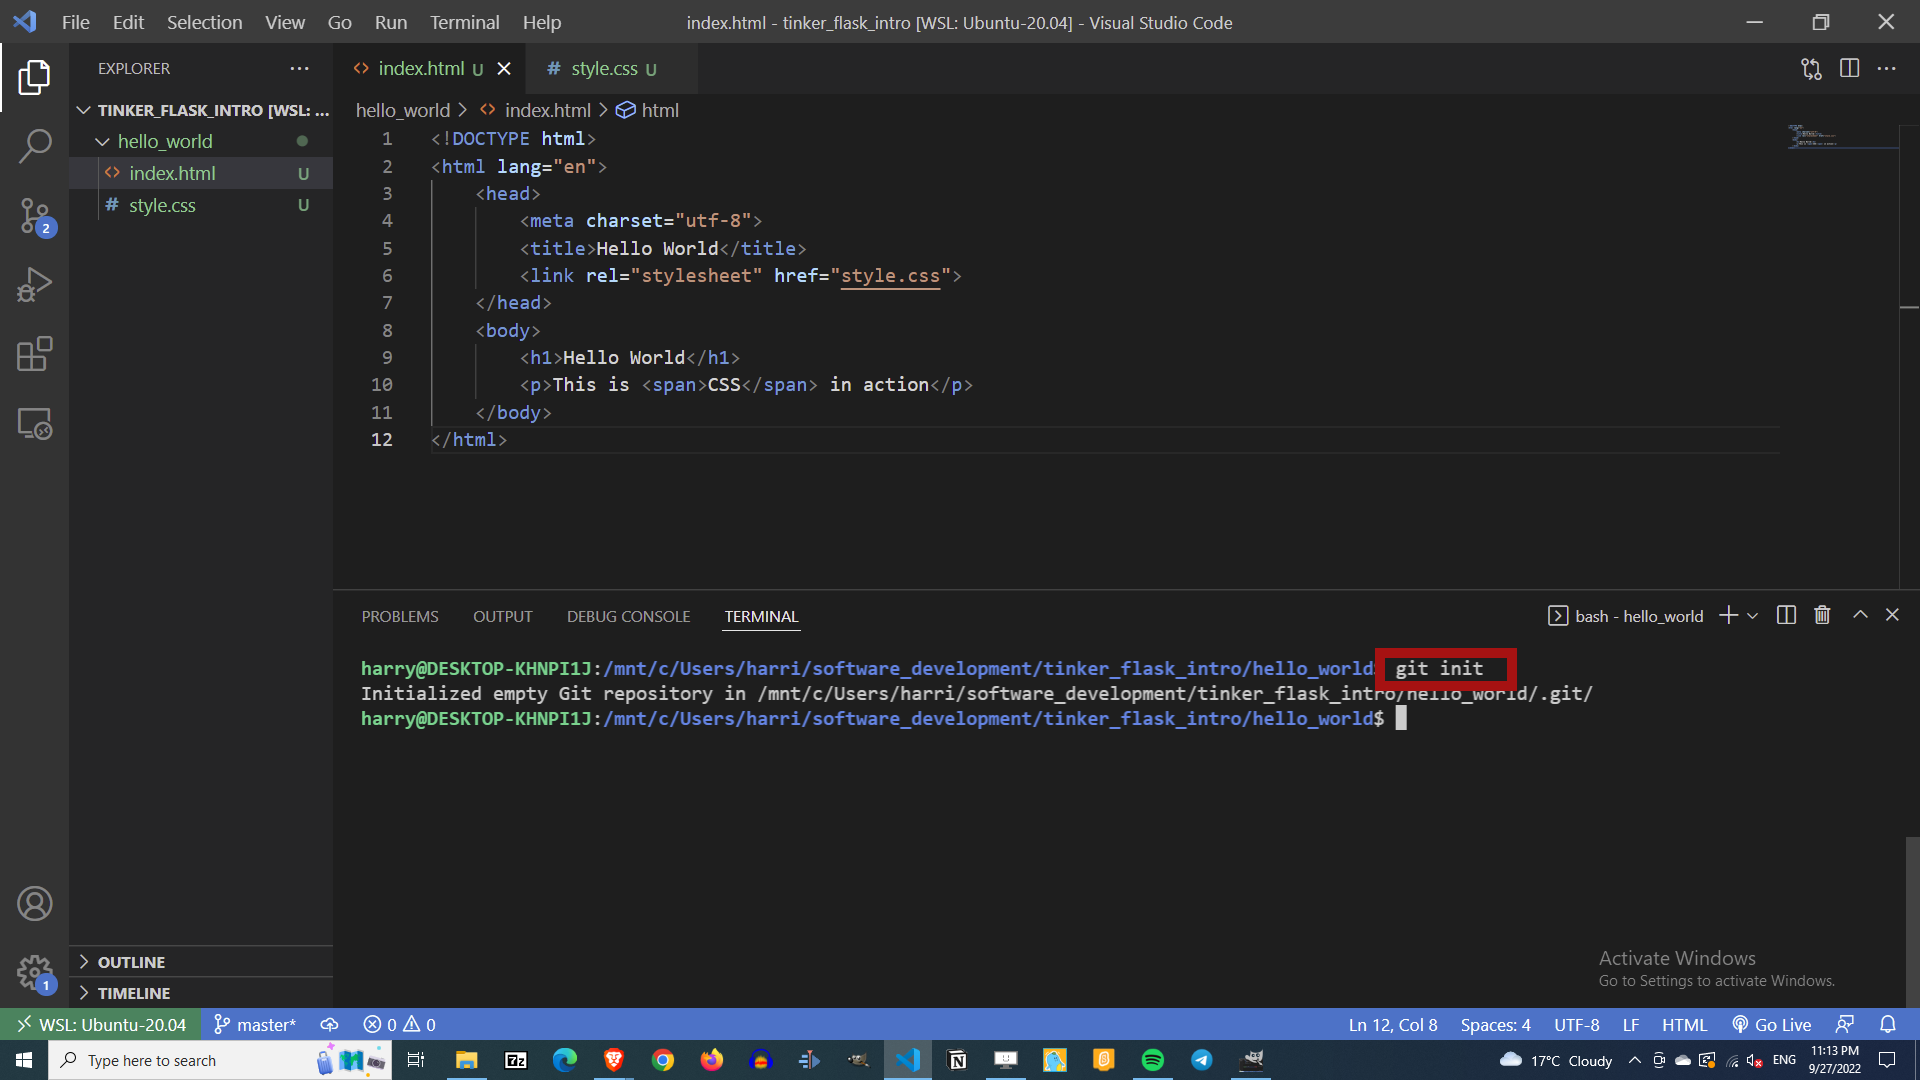 File Edit Selection View Go Run Terminal Help
index.html - tinker_flask_intro [WSL: Ubuntu-20.04] - Visual Studio Code
EXPLORER
TINKER_FLASK_INTRO [WSL: ...
hello_world
index.html U
style.css U
2
1
OUTLINE
TIMELINE
index.html U
style.css U
hello_world > index.html > html
1 <!DOCTYPE html>
2 <html lang="en">
3 <head>
4 <meta charset="utf-8">
5 <title>Hello World</title>
6 <link rel="stylesheet" href="style.css">
7 </head>
8 <body>
9 <h1>Hello World</h1>
10 <p>This is <span>CSS</span> in action</p>
11 </body>
12 </html>
PROBLEMS OUTPUT DEBUG CONSOLE TERMINAL
bash - hello_world
harry@DESKTOP-KHNPI1J:/mnt/c/Users/harri/software_development/tinker_flask_intro/hello_world$ git init
Initialized empty Git repository in /mnt/c/Users/harri/software_development/tinker_flask_intro/hello_world/.git/
harry@DESKTOP-KHNPI1J:/mnt/c/Users/harri/software_development/tinker_flask_intro/hello_world$
Activate Windows
Go to Settings to activate Windows.
WSL: Ubuntu-20.04 master* 0 0
Ln 12, Col 8 Spaces: 4 UTF-8 LF HTML Go Live
Type here to search
7z
17°C Cloudy
ENG
11:13 PM
9/27/2022